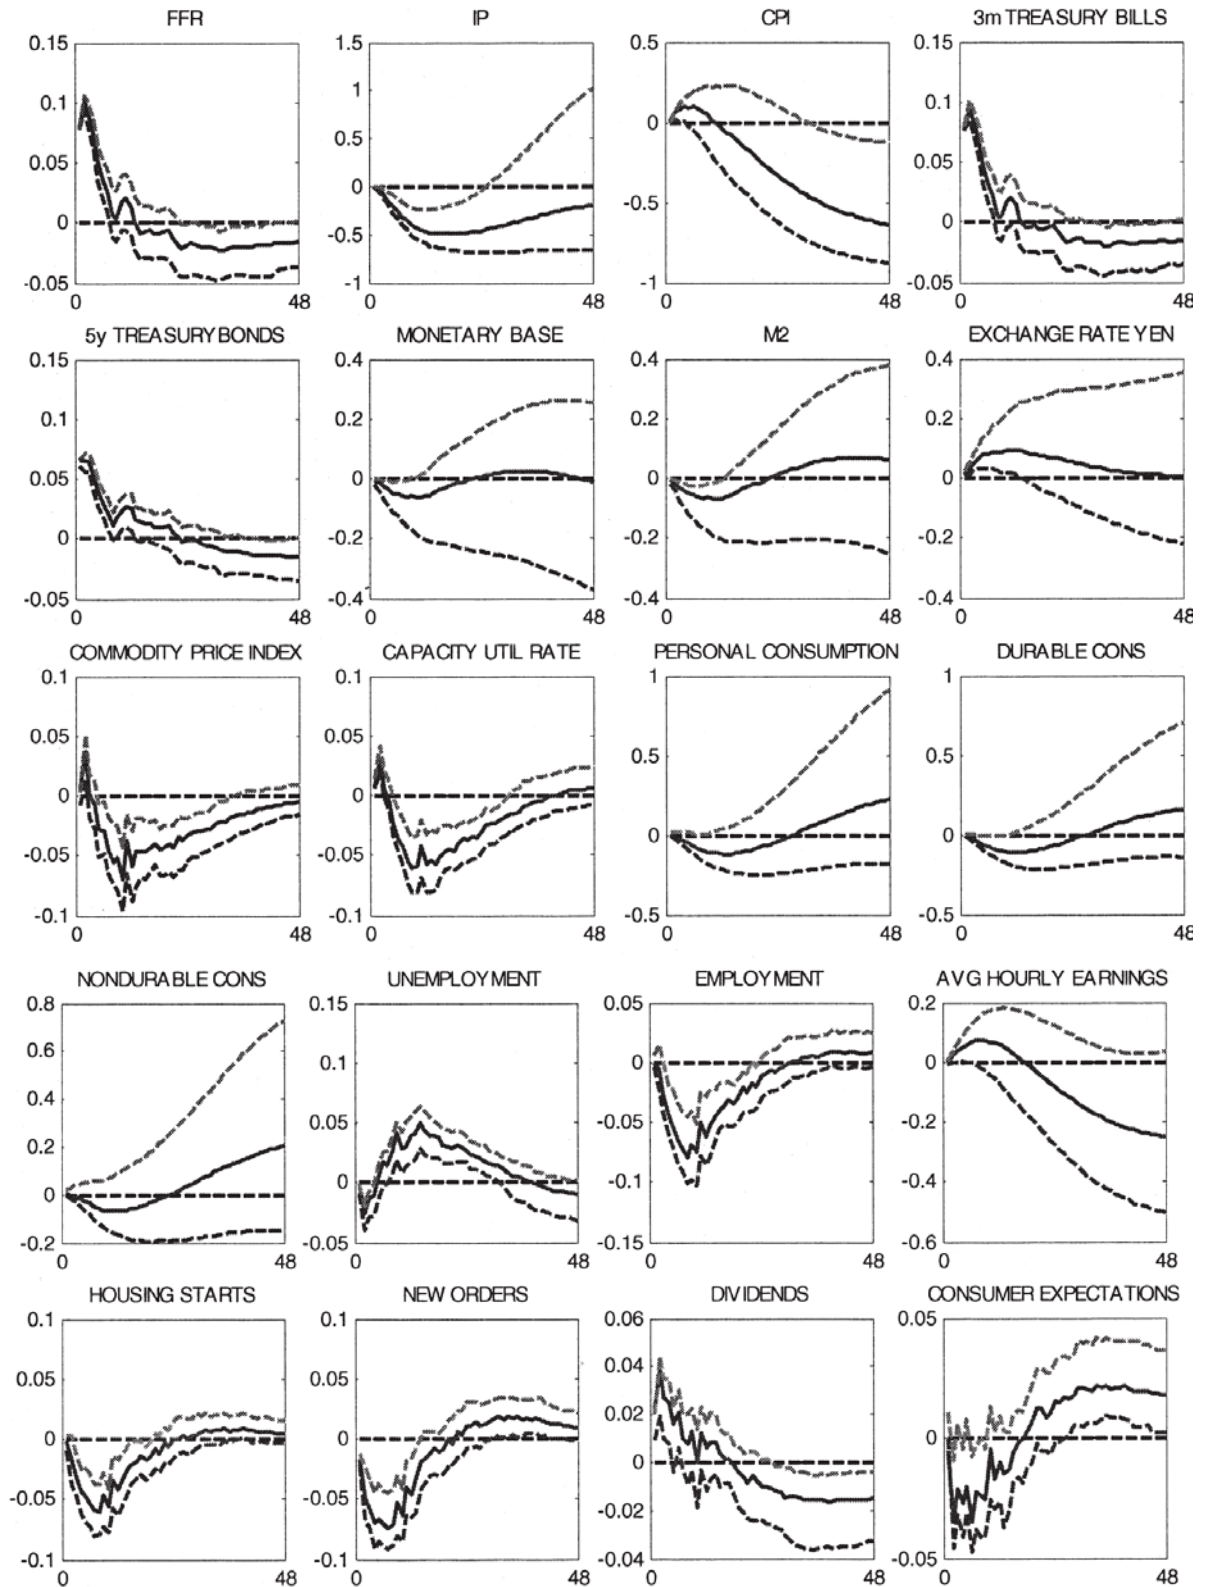 FFR IP CPI 3m TREASURY BILLS
0.15 1.5 0.5 0.15
0.1 1 0 0.1
0.05 0.5 -0.5 0.05
0 0 -1 0
-0.05 -0.5 -0.05
-1
0 48 0 48 0 48 0 48
5y TREASURY BONDS MONETARY BASE M2 EXCHANGE RATE YEN
0.15 0.4 0.4 0.4
0.1 0.2 0.2 0.2
0.05 0 0 0
0 -0.2 -0.2 -0.2
-0.05 -0.4 -0.4 -0.4
0 48 0 48 0 48 0 48
COMMODITY PRICE INDEX CAPACITY UTIL RATE PERSONAL CONSUMPTION DURABLE CONS
0.1 0.1 1 1
0.05 0.05 0.5 0.5
0 0 0 0
-0.05 -0.05 -0.5 -0.5
-0.1 -0.1
0 48 0 48 0 48 0 48
NONDURABLE CONS UNEMPLOYMENT EMPLOYMENT AVG HOURLY EARNINGS
0.8 0.15 0.05 0.2
0.6 0.1 0 0
0.4 0.05 -0.05 -0.2
0.2 0 -0.1 -0.4
0 -0.05 -0.15 -0.6
-0.2
0 48 0 48 0 48 0 48
HOUSING STARTS NEW ORDERS DIVIDENDS CONSUMER EXPECTATIONS
0.1 0.1 0.06 0.05
0.05 0.05 0.04 0
0 0 0.02 -0.05
-0.05 -0.05 0
-0.1 -0.1 -0.02
-0.04
0 48 0 48 0 48 0 48